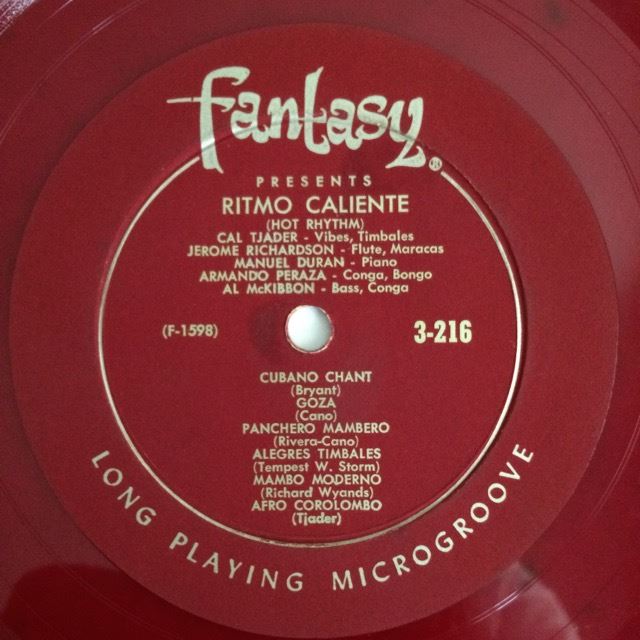 Fantasy®
PRESENTS
RITMO CALIENTE
(HOT RHYTHM)
CAL TJADER - Vibes, Timbales
JEROME RICHARDSON - Flute, Maracas
MANUEL DURAN - Piano
ARMANDO PERAZA - Conga, Bongo
AL McKIBBON - Bass, Conga
(F-1598)
3-216
CUBANO CHANT
(Bryant)
GOZA
(Cano)
PANCHERO MAMBERO
(Rivera-Cano)
ALEGRES TIMBALES
(Tempest W. Storm)
MAMBO MODERNO
(Richard Wyands)
AFRO COROLOMBO
(Tjader)
LONG PLAYING MICROGROOVE